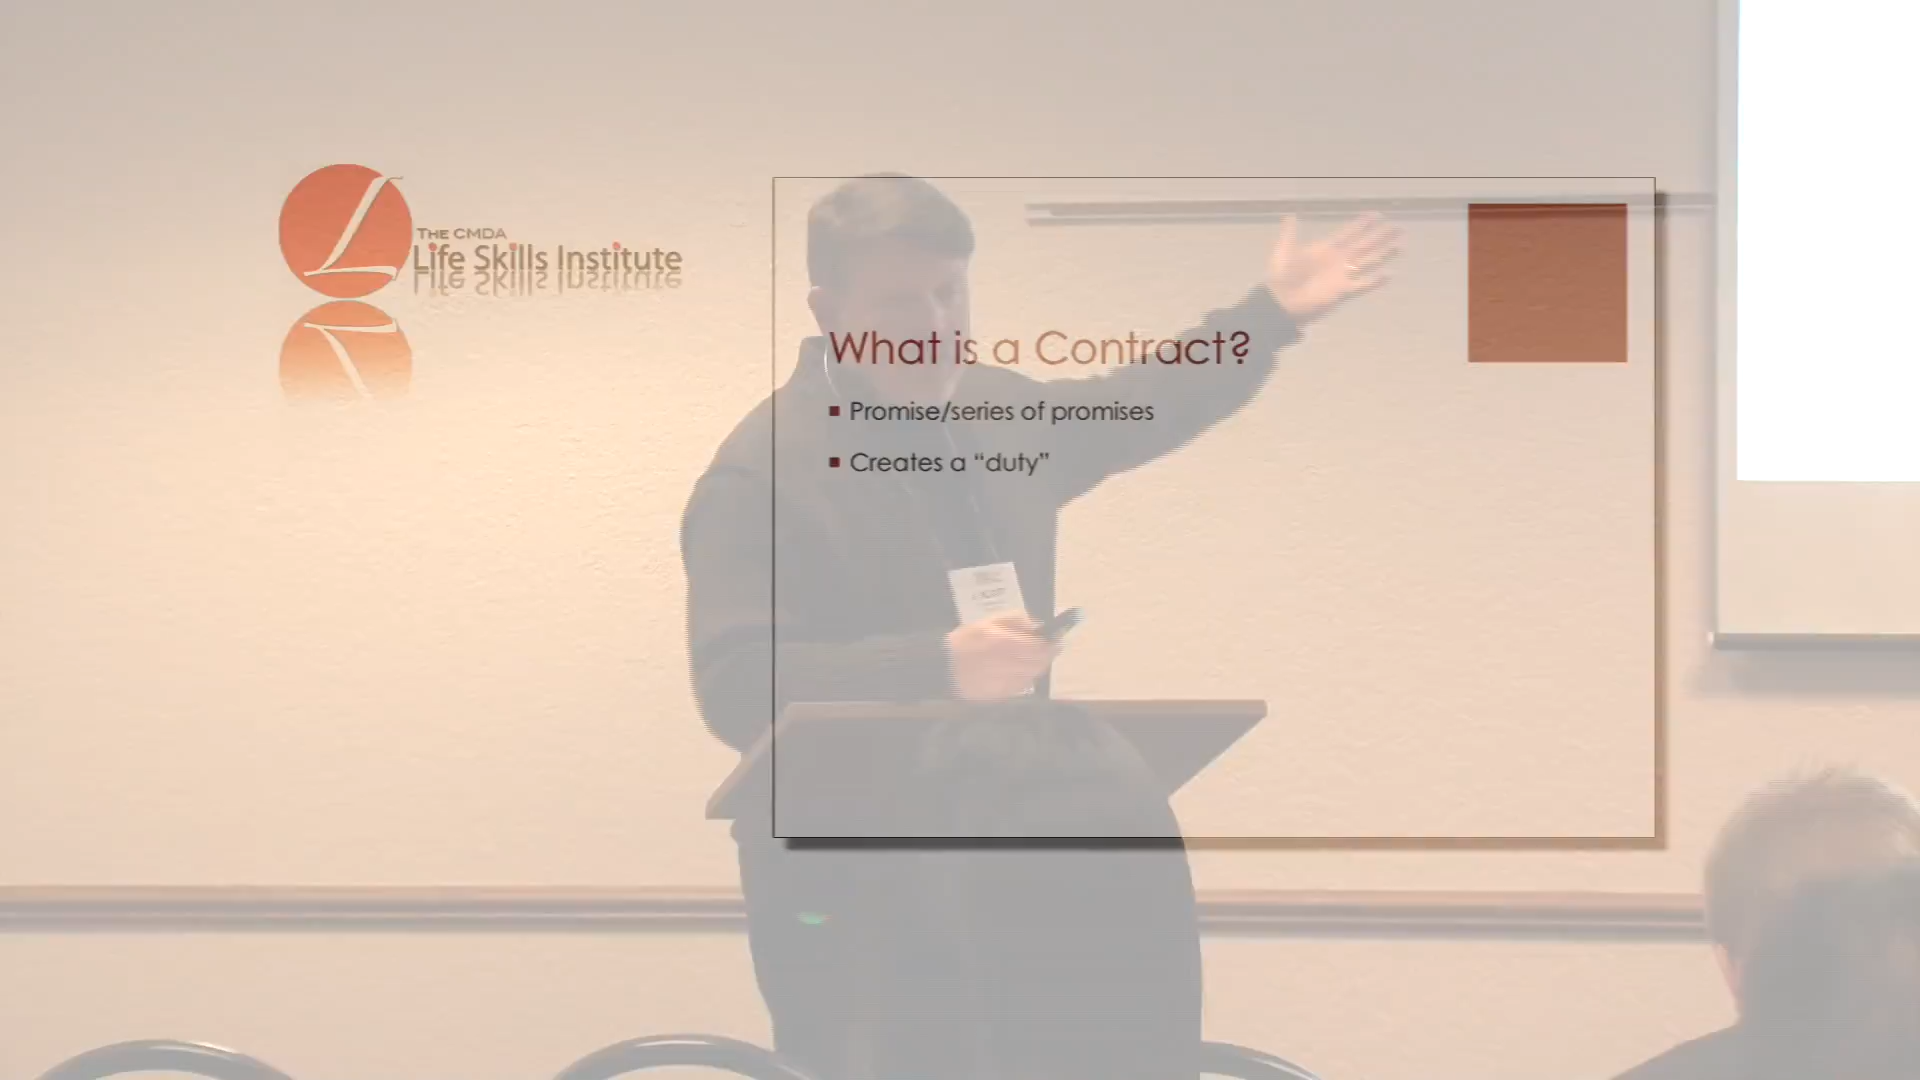 THE CMDA
Life Skills Institute
What is a Contract?
Promise/series of promises
Creates a “duty”